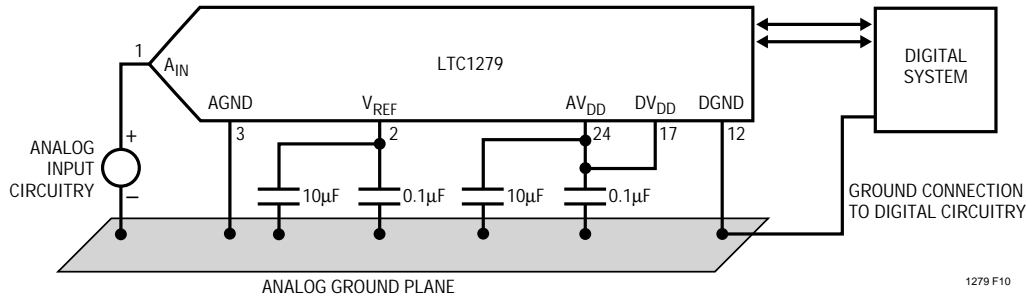 1
A_IN
LTC1279
DIGITAL
SYSTEM
AGND
V_REF
AV_DD
DV_DD
DGND
3
2
24
17
12
+
ANALOG
INPUT
CIRCUITRY
–
10µF
0.1µF
10µF
0.1µF
GROUND CONNECTION
TO DIGITAL CIRCUITRY
ANALOG GROUND PLANE
1279 F10